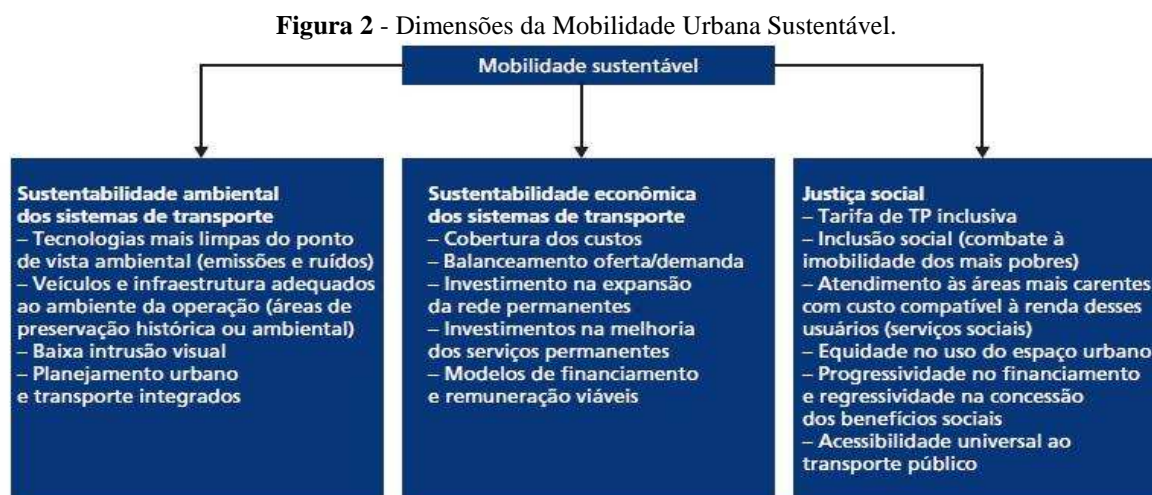 Figura 2 - Dimensões da Mobilidade Urbana Sustentável.
Mobilidade sustentável
Sustentabilidade ambiental
dos sistemas de transporte
– Tecnologias mais limpas do ponto
de vista ambiental (emissões e ruídos)
– Veículos e infraestrutura adequados
ao ambiente da operação (áreas de
preservação histórica ou ambiental)
– Baixa intrusão visual
– Planejamento urbano
e transporte integrados
Sustentabilidade econômica
dos sistemas de transporte
– Cobertura dos custos
– Balanceamento oferta/demanda
– Investimento na expansão
da rede permanentes
– Investimentos na melhoria
dos serviços permanentes
– Modelos de financiamento
e remuneração viáveis
Justiça social
– Tarifa de TP inclusiva
– Inclusão social (combate à
imobilidade dos mais pobres)
– Atendimento às áreas mais carentes
com custo compatível à renda desses
usuários (serviços sociais)
– Equidade no uso do espaço urbano
– Progressividade no financiamento
e regressividade na concessão
dos benefícios sociais
– Acessibilidade universal ao
transporte público